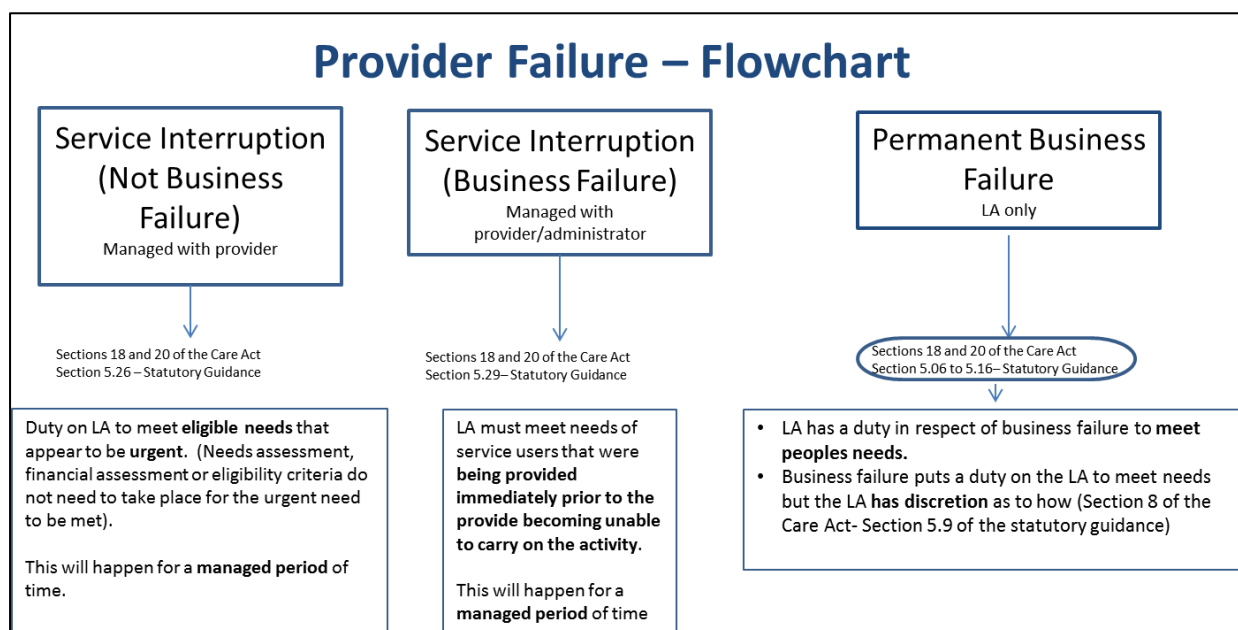 Provider Failure – Flowchart
Service Interruption
(Not Business
Failure)
Managed with provider
Service Interruption
(Business Failure)
Managed with
provider/administrator
Permanent Business
Failure
LA only
Sections 18 and 20 of the Care Act
Section 5.26 – Statutory Guidance
Sections 18 and 20 of the Care Act
Section 5.29– Statutory Guidance
Sections 18 and 20 of the Care Act
Section 5.06 to 5.16– Statutory Guidance
Duty on LA to meet eligible needs that
appear to be urgent.  (Needs assessment,
financial assessment or eligibility criteria do
not need to take place for the urgent need
to be met).
This will happen for a managed period of
time.
LA must meet needs of
service users that were
being provided
immediately prior to the
provide becoming unable
to carry on the activity.
This will happen for a
managed period of time
• LA has a duty in respect of business failure to meet
peoples needs.
• Business failure puts a duty on the LA to meet needs
but the LA has discretion as to how (Section 8 of the
Care Act- Section 5.9 of the statutory guidance)